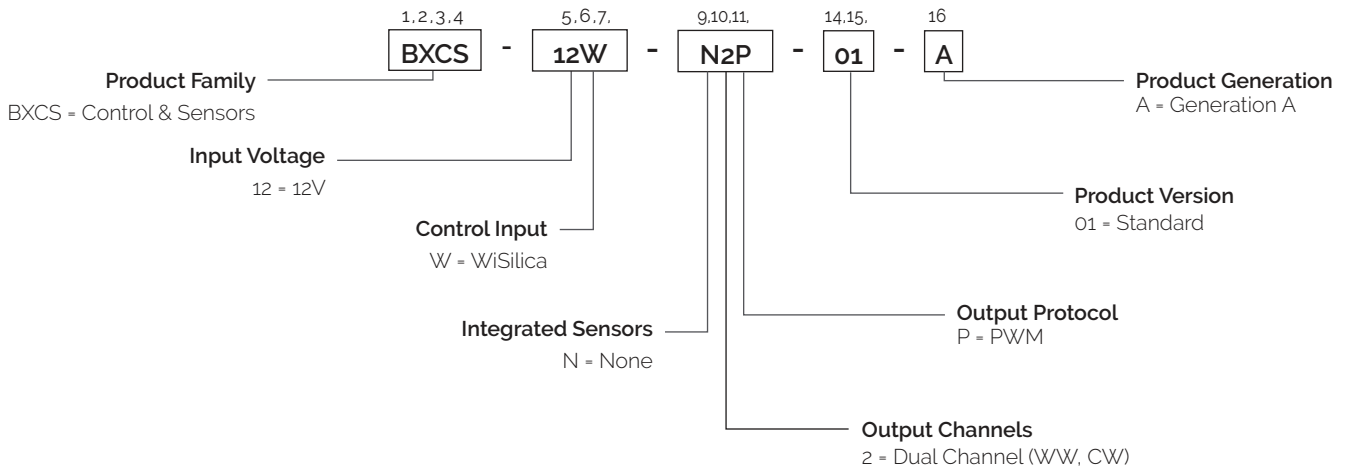 1,2,3,4 5,6,7, 9,10,11, 14,15, 16
BXCS - 12W - N2P - 01 - A
Product Family
BXCS = Control & Sensors
Product Generation
A = Generation A
Input Voltage
12 = 12V
Product Version
01 = Standard
Control Input
W = WiSilica
Output Protocol
P = PWM
Integrated Sensors
N = None
Output Channels
2 = Dual Channel (WW, CW)